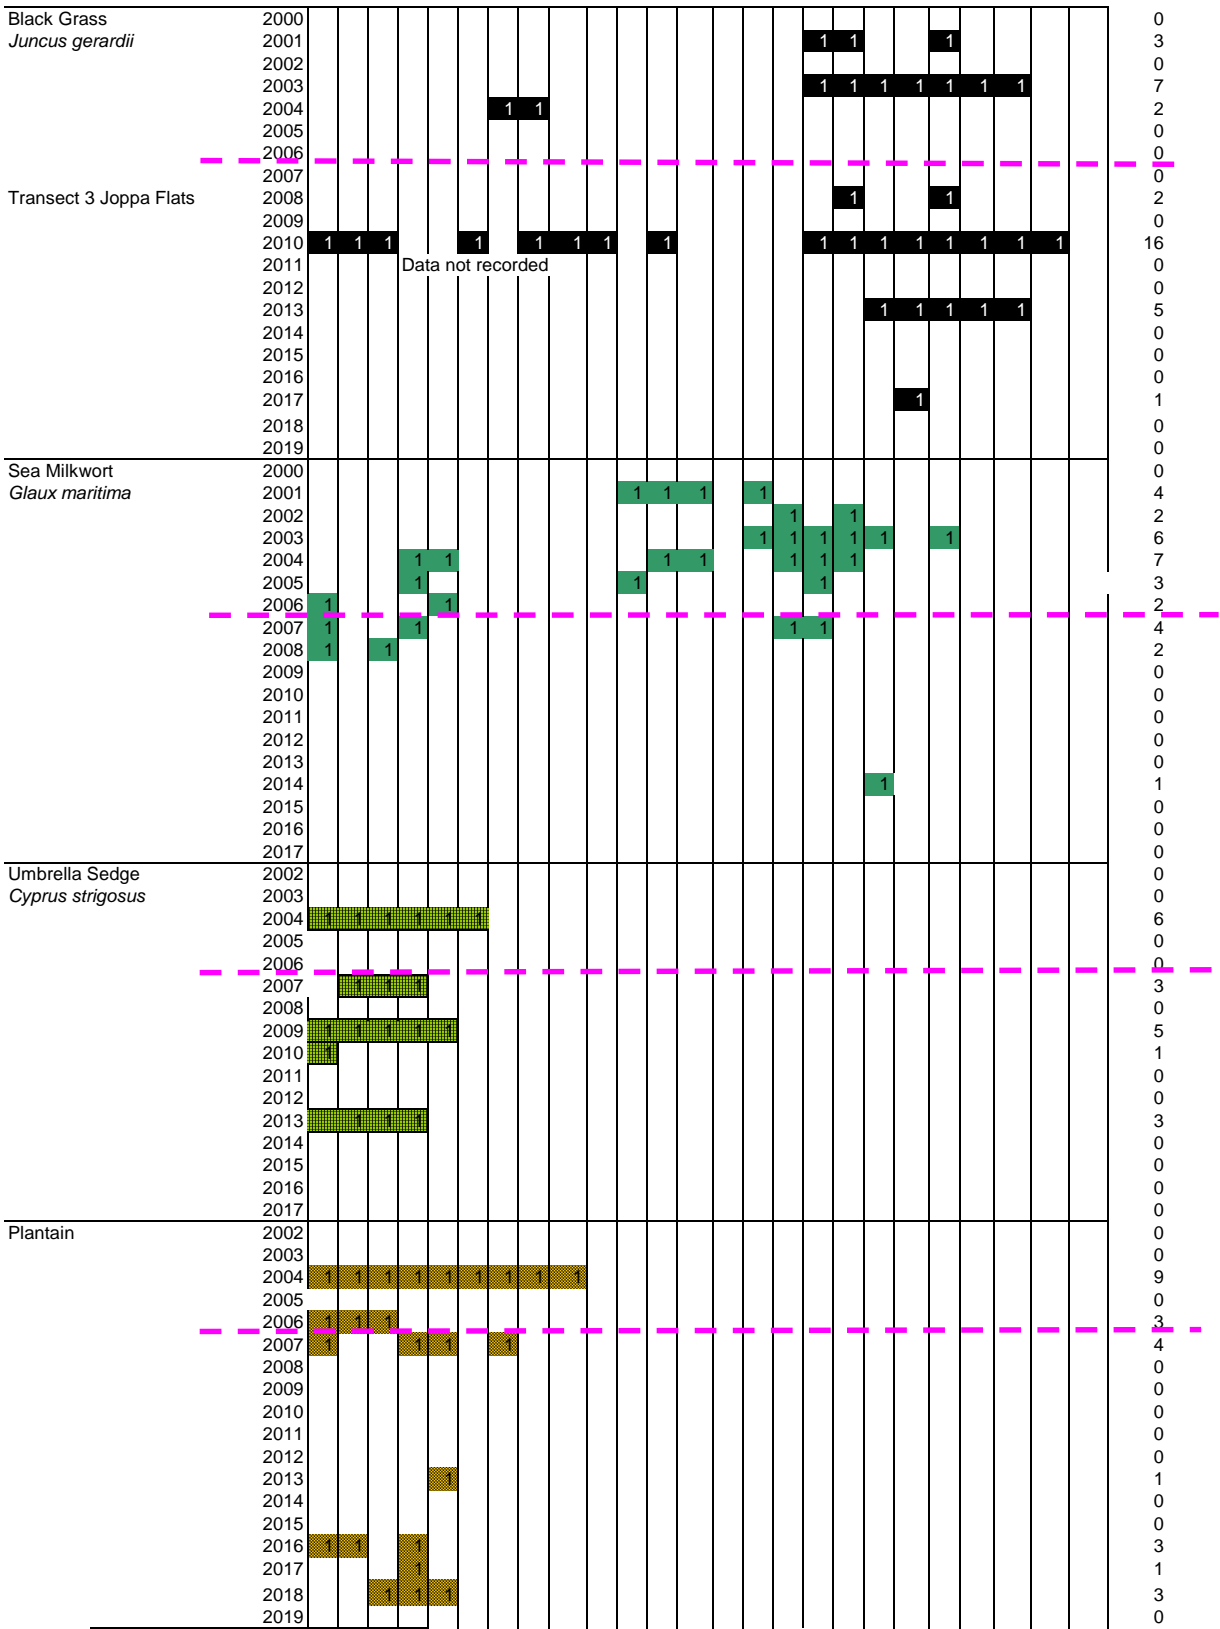 Black Grass 2000 0
Juncus gerardii 2001 1 1 1 3
2002 0
2003 1 1 1 1 1 1 1 7
2004 1 1 2
2005 0
2006 0
2007 0
Transect 3 Joppa Flats 2008 1 1 2
2009 0
2010 1 1 1 1 1 1 1 1 1 1 1 1 1 1 1 1 16
2011 Data not recorded 0
2012 0
2013 1 1 1 1 1 5
2014 0
2015 0
2016 0
2017 1 1
2018 0
2019 0
Sea Milkwort 2000 0
Glaux maritima 2001 1 1 1 1 4
2002 1 1 2
2003 1 1 1 1 1 1 6
2004 1 1 1 1 1 1 1 7
2005 1 1 1 3
2006 1 1 2
2007 1 1 1 1 4
2008 1 1 2
2009 0
2010 0
2011 0
2012 0
2013 0
2014 1 1
2015 0
2016 0
2017 0
Umbrella Sedge 2002 0
Cyprus strigosus 2003 0
2004 1 1 1 1 1 1 6
2005 0
2006 0
2007 1 1 1 3
2008 0
2009 1 1 1 1 1 5
2010 1 1
2011 0
2012 0
2013 1 1 1 3
2014 0
2015 0
2016 0
2017 0
Plantain 2002 0
2003 0
2004 1 1 1 1 1 1 1 1 1 9
2005 0
2006 1 1 1 3
2007 1 1 1 1 4
2008 0
2009 0
2010 0
2011 0
2012 0
2013 1 1
2014 0
2015 0
2016 1 1 1 3
2017 1 1
2018 1 1 1 3
2019 0